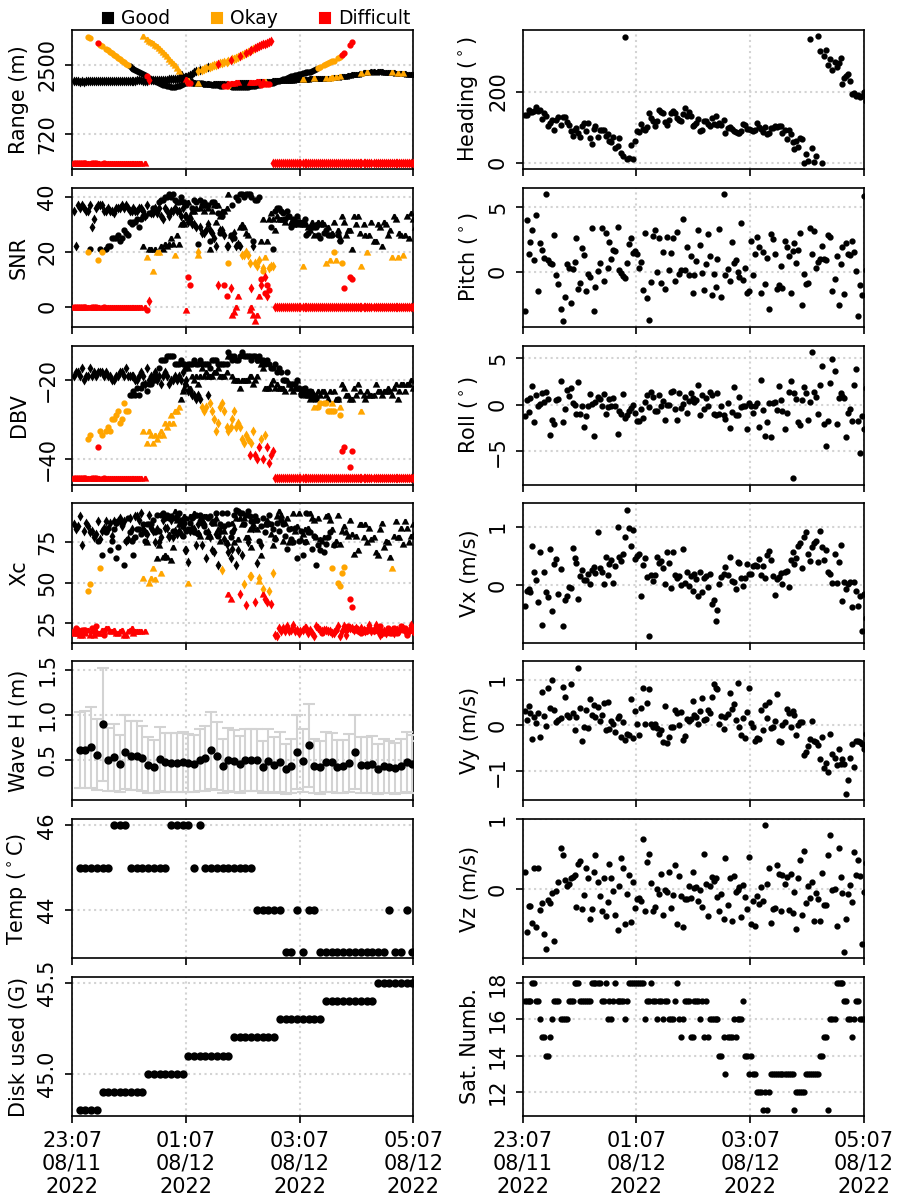 Good Okay Difficult
Range (m)
2500
720
SNR
40
20
0
DBV
−20
−40
Xc
75
50
25
Wave H (m)
1.5
1.0
0.5
Temp (°C)
46
44
Disk used (G)
45.5
45.0
23:07 01:07 03:07 05:07
08/11 08/12 08/12 08/12
2022 2022 2022 2022
Heading (°)
200
0
Pitch (°)
5
0
Roll (°)
5
0
−5
Vx (m/s)
1
0
Vy (m/s)
1
0
−1
Vz (m/s)
1
0
Sat. Numb.
18
16
14
12
23:07 01:07 03:07 05:07
08/11 08/12 08/12 08/12
2022 2022 2022 2022